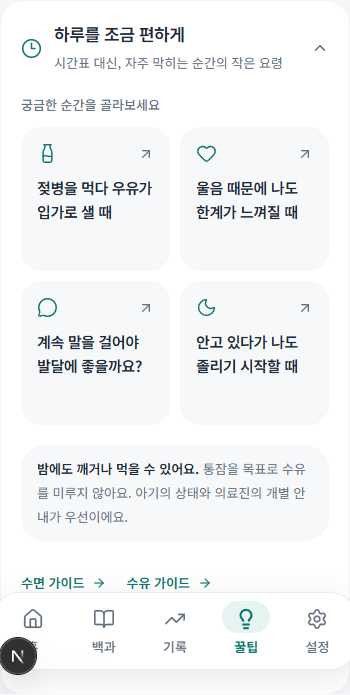 하루를 조금 편하게
시간표 대신, 자주 막히는 순간의 작은 요령
궁금한 순간을 골라보세요
젖병을 먹다 우유가
입가로 샐 때
울음 때문에 나도
한계가 느껴질 때
계속 말을 걸어야
발달에 좋을까요?
안고 있다가 나도
졸리기 시작할 때
밤에도 깨거나 먹을 수 있어요. 통잠을 목표로 수유
를 미루지 않아요. 아기의 상태와 의료진의 개별 안
내가 우선이에요.
수면 가이드
수유 가이드
백과
기록
꿀팁
설정
N